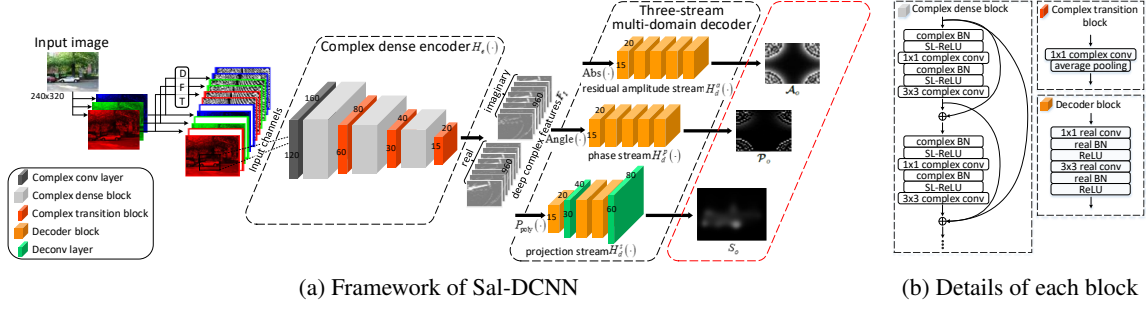 Input image
240x320
D
F
T
Input channels
Complex dense encoder H_e(·)
160
120
80
60
40
30
20
15
imaginary
real
960
960
deep complex features F_I
Three-stream
multi-domain decoder
Abs(·)
20
15
residual amplitude stream H_d^a(·)
𝒜_o
Angle(·)
20
15
phase stream H_d^p(·)
𝒫_o
P_poly(·)
15
20
30
40
60
80
projection stream H_d^s(·)
S_o
Complex conv layer
Complex dense block
Complex transition block
Decoder block
Deconv layer
(a) Framework of Sal-DCNN
Complex dense block
complex BN
SL-ReLU
1x1 complex conv
complex BN
SL-ReLU
3x3 complex conv
complex BN
SL-ReLU
1x1 complex conv
complex BN
SL-ReLU
3x3 complex conv
Complex transition
block
1x1 complex conv
average pooling
Decoder block
1x1 real conv
real BN
ReLU
3x3 real conv
real BN
ReLU
(b) Details of each block